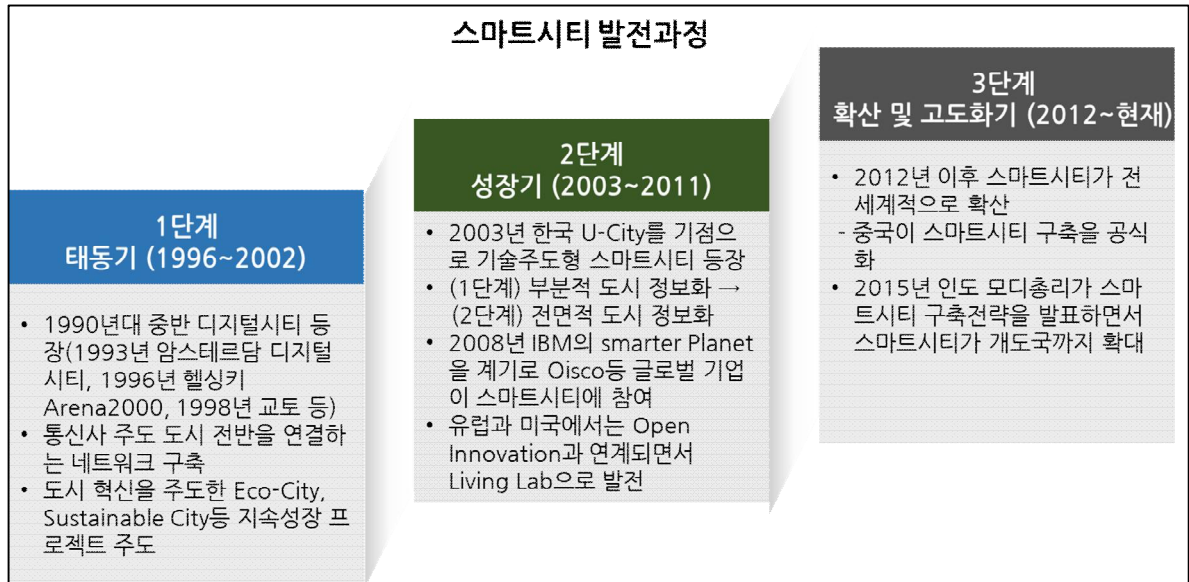 스마트시티 발전과정
1단계
태동기 (1996~2002)
• 1990년대 중반 디지털시티 등
장(1993년 암스테르담 디지털
시티, 1996년 헬싱키
Arena2000, 1998년 교토 등)
• 통신사 주도 도시 전반을 연결하
는 네트워크 구축
• 도시 혁신을 주도한 Eco-City,
Sustainable City등 지속성장 프
로젝트 주도
2단계
성장기 (2003~2011)
• 2003년 한국 U-City를 기점으
로 기술주도형 스마트시티 등장
• (1단계) 부분적 도시 정보화 →
(2단계) 전면적 도시 정보화
• 2008년 IBM의 smarter Planet
을 계기로 Oisco등 글로벌 기업
이 스마트시티에 참여
• 유럽과 미국에서는 Open
Innovation과 연계되면서
Living Lab으로 발전
3단계
확산 및 고도화기 (2012~현재)
• 2012년 이후 스마트시티가 전
세계적으로 확산
- 중국이 스마트시티 구축을 공식
화
• 2015년 인도 모디총리가 스마
트시티 구축전략을 발표하면서
스마트시티가 개도국까지 확대